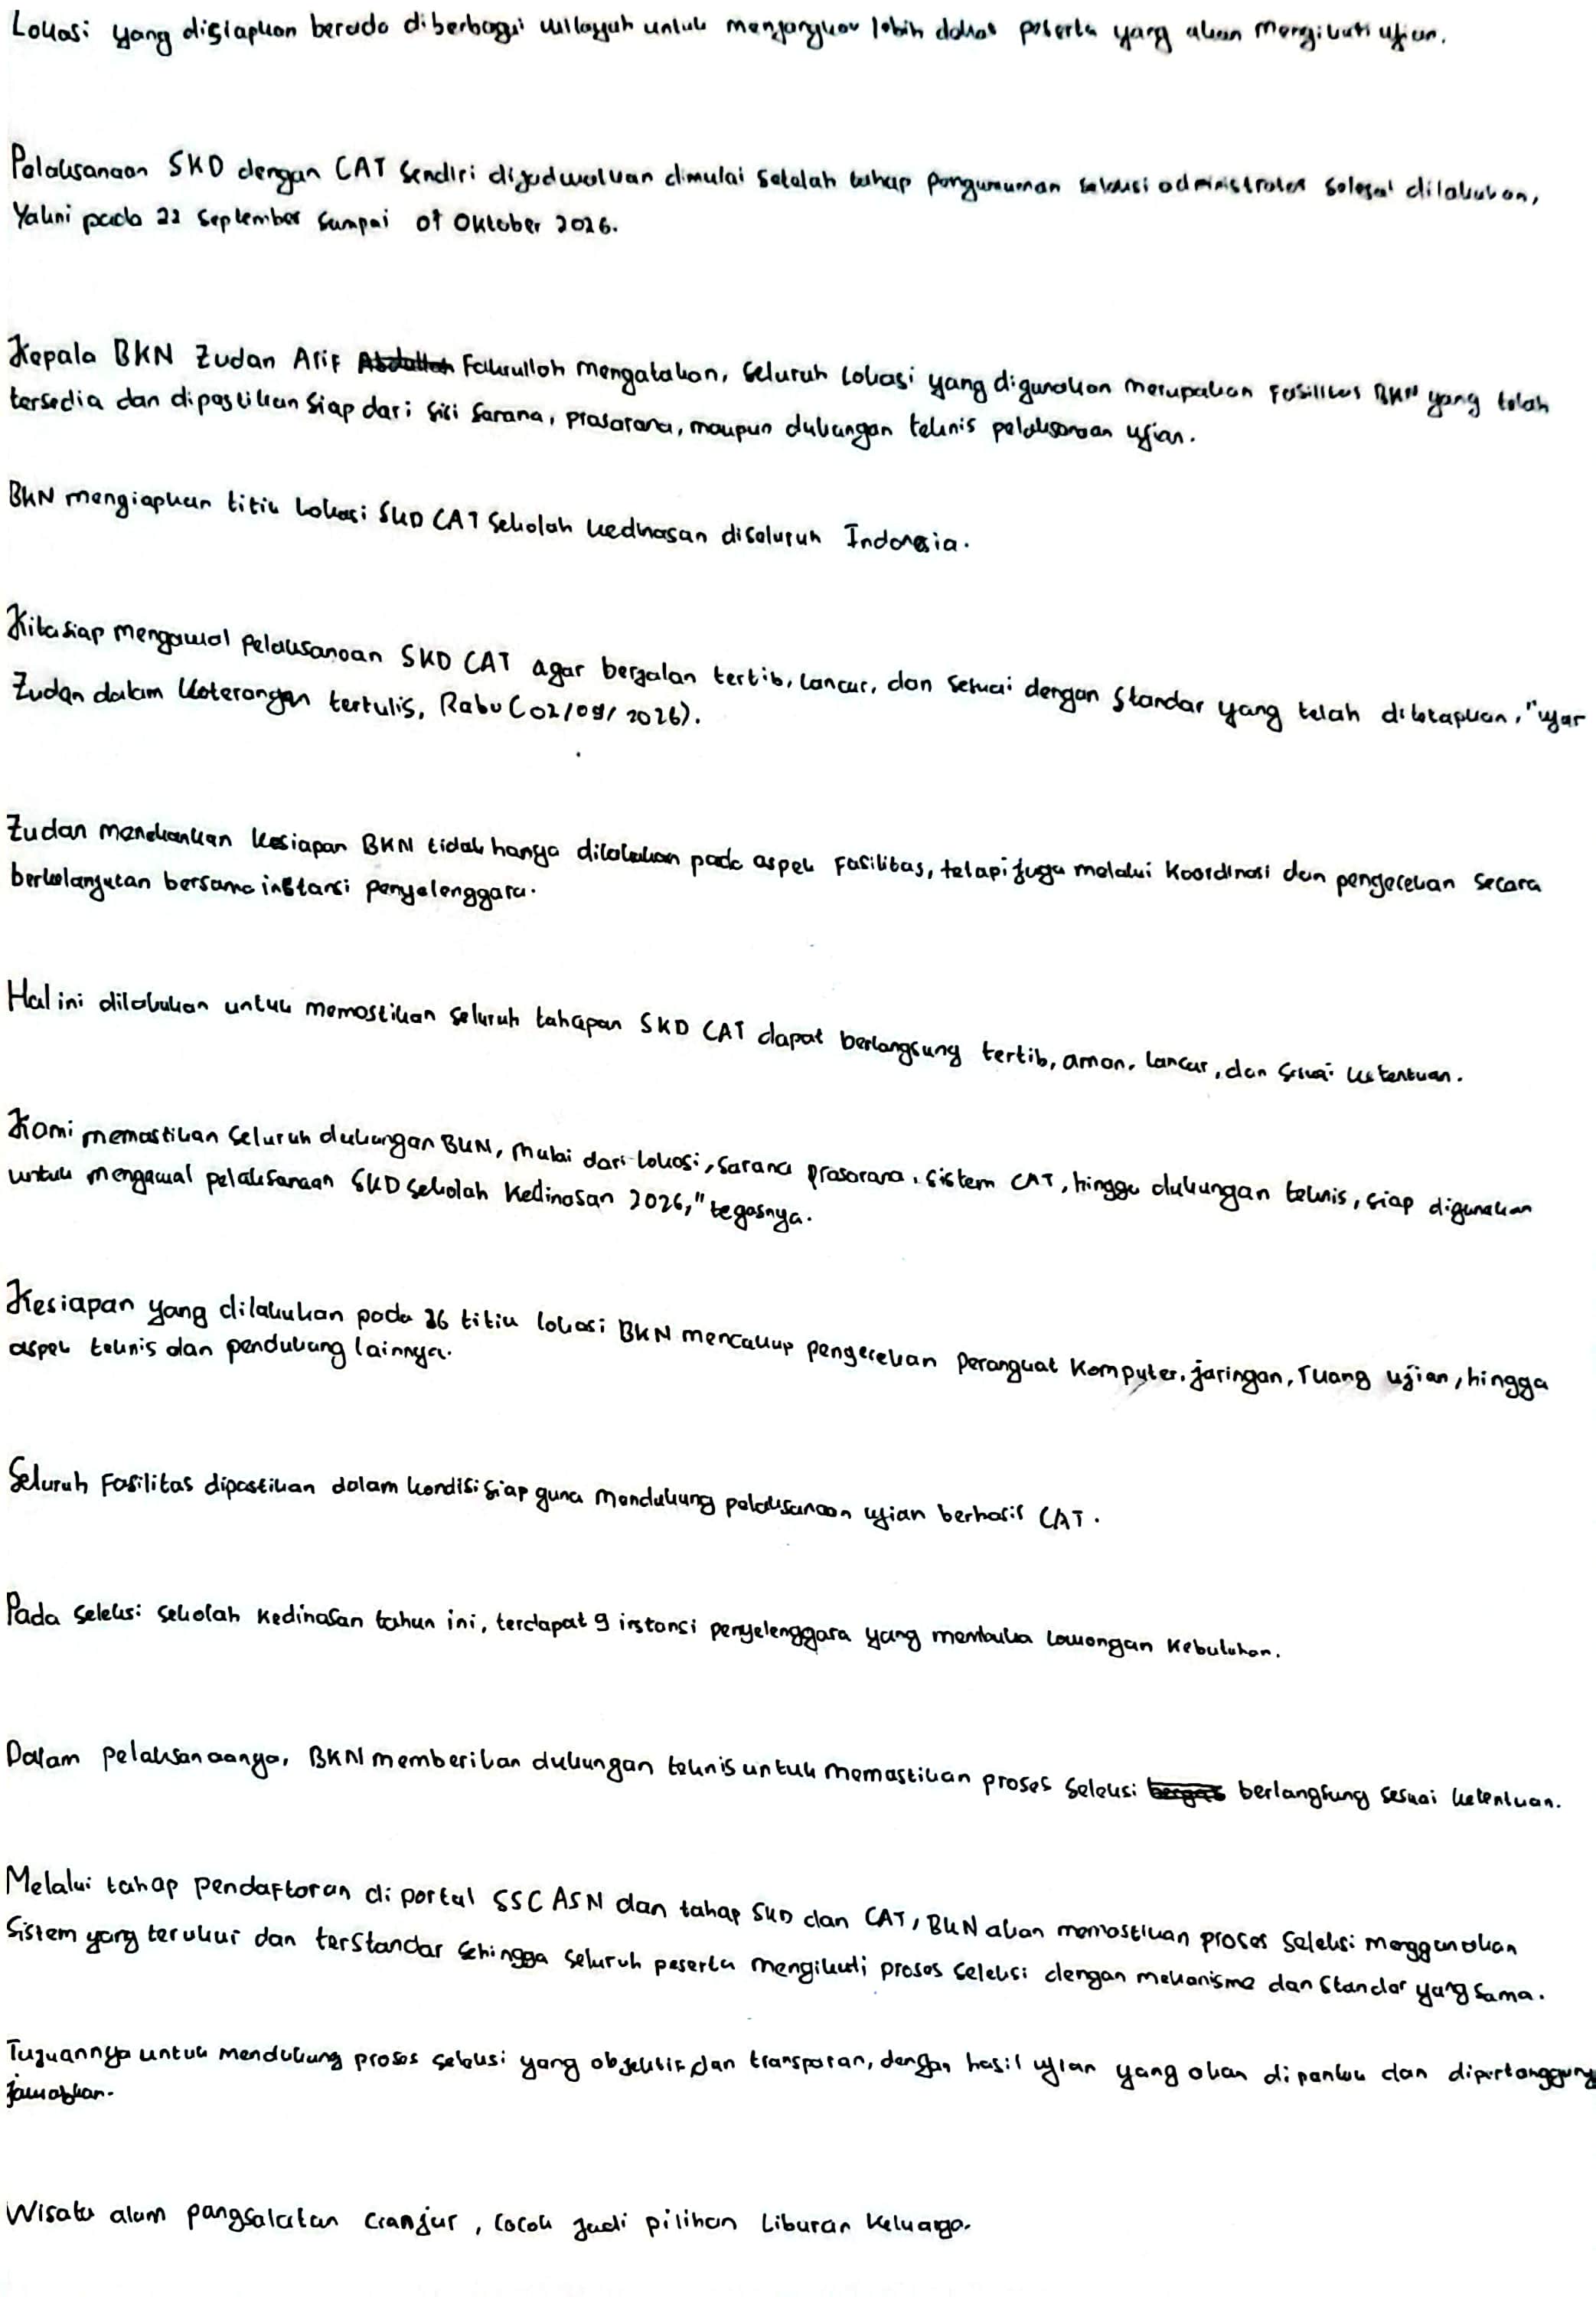 Lokasi yang disiapkan berada diberbagai wilayah untuk menjangkau lebih dekat peserta yang akan mengikuti ujian.
Pelaksanaan SKD dengan CAT sendiri dijadwalkan dimulai setelah tahap pengumuman seleksi administrasi selesai dilakukan,
Yakni pada 22 September sampai 07 Oktober 2026.
Kepala BKN Zudan Arif Fakrulloh mengatakan, seluruh lokasi yang digunakan merupakan Fasilitas BKN yang telah
tersedia dan dipastikan siap dari sisi sarana, prasarana, maupun dukungan teknis pelaksanaan ujian.
BKN mengiapkan titik lokasi SKD CAT Sekolah kedinasan diseluruh Indonesia.
Kita siap mengawal pelaksanaan SKD CAT agar berjalan tertib, lancar, dan sesuai dengan standar yang telah ditetapkan," ujar
Zudan dalam keterangan tertulis, Rabu (02/09/2026).
Zudan menekankan kesiapan BKN tidak hanya dilakukan pada aspek Fasilitas, tetapi juga melalui koordinasi dan pengecekan secara
berkelanjutan bersama instansi penyelenggara.
Hal ini dilakukan untuk memastikan seluruh tahapan SKD CAT dapat berlangsung tertib, aman, lancar, dan sesuai ketentuan.
Kami memastikan seluruh dukungan BKN, mulai dari lokasi, sarana prasarana, sistem CAT, hingga dukungan teknis, siap digunakan
untuk mengawal pelaksanaan SKD Sekolah Kedinasan 2026," tegasnya.
Kesiapan yang dilakukan pada 36 titik lokasi BKN mencakup pengecekan Perangkat Komputer, jaringan, ruang ujian, hingga
aspek teknis dan pendukung lainnya.
Seluruh Fasilitas dipastikan dalam kondisi siap guna mendukung pelaksanaan ujian berbasis CAT.
Pada seleksi sekolah kedinasan tahun ini, terdapat 9 instansi penyelenggara yang membuka lowongan kebutuhan.
Dalam pelaksanaanya, BKN memberikan dukungan teknis untuk memastikan proses seleksi berlangsung sesuai ketentuan.
Melalui tahap pendaftaran di portal SSCASN dan tahap SKD dan CAT, BKN akan memastikan proses seleksi menggunakan
Sistem yang terukur dan terstandar sehingga seluruh peserta mengikuti proses seleksi dengan mekanisme dan standar yang sama.
Tujuannya untuk mendukung proses seleksi yang objektif dan transparan, dengan hasil ujian yang akan dipantau dan dipertanggung
jawabkan.
Wisata alam pangsalatan cianjur, cocok jadi pilihan liburan keluarga.